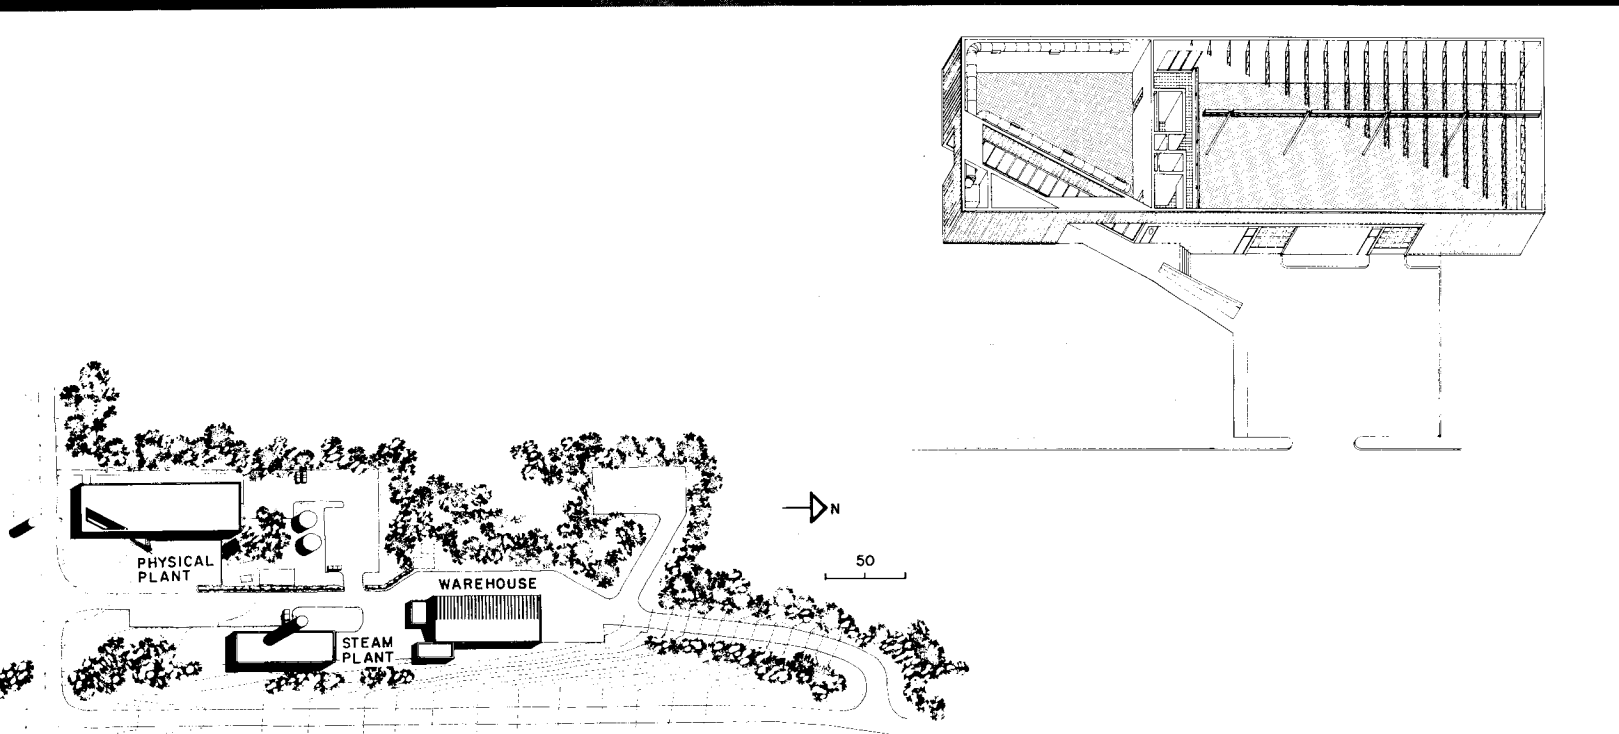 N
50
PHYSICAL
PLANT
WAREHOUSE
STEAM
PLANT